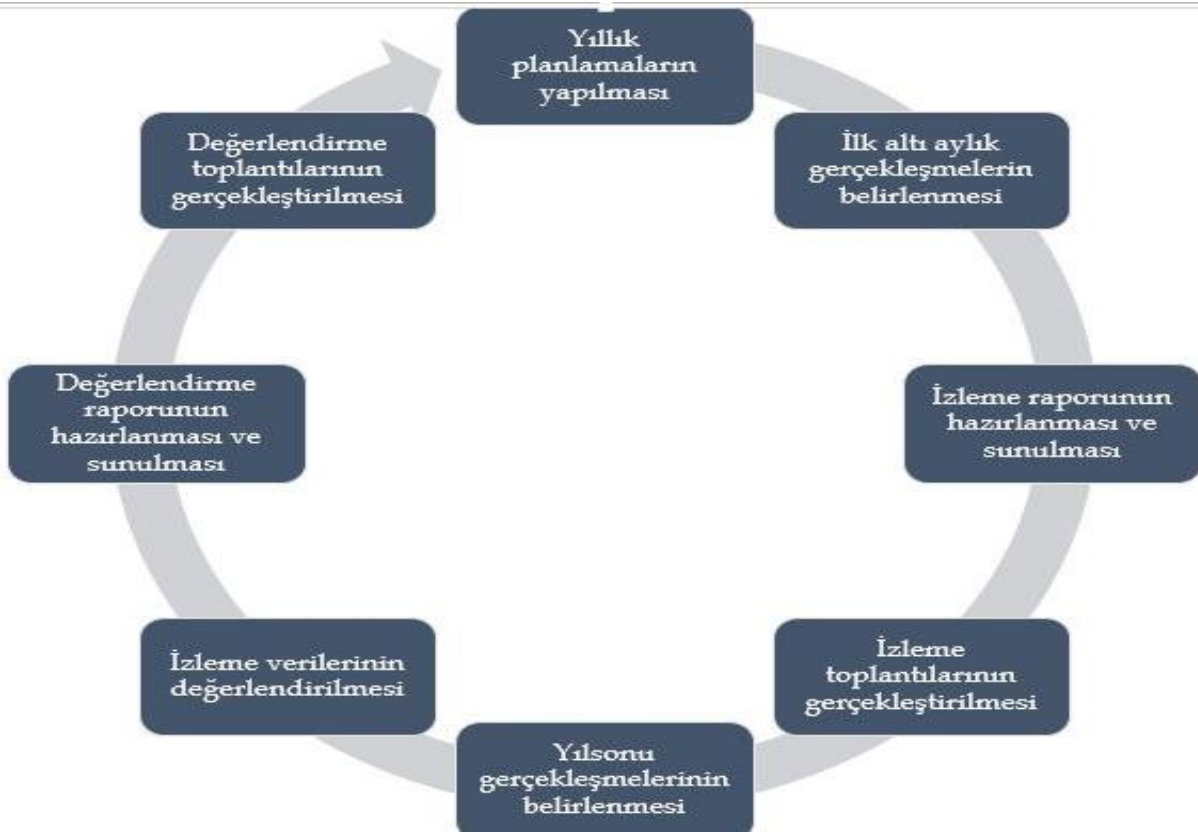 Yıllık
planlamaların
yapılması
İlk altı aylık
gerçekleşmelerin
belirlenmesi
İzleme raporunun
hazırlanması ve
sunulması
İzleme
toplantılarının
gerçekleştirilmesi
Yılsonu
gerçekleşmelerinin
belirlenmesi
İzleme verilerinin
değerlendirilmesi
Değerlendirme
raporunun
hazırlanması ve
sunulması
Değerlendirme
toplantılarının
gerçekleştirilmesi